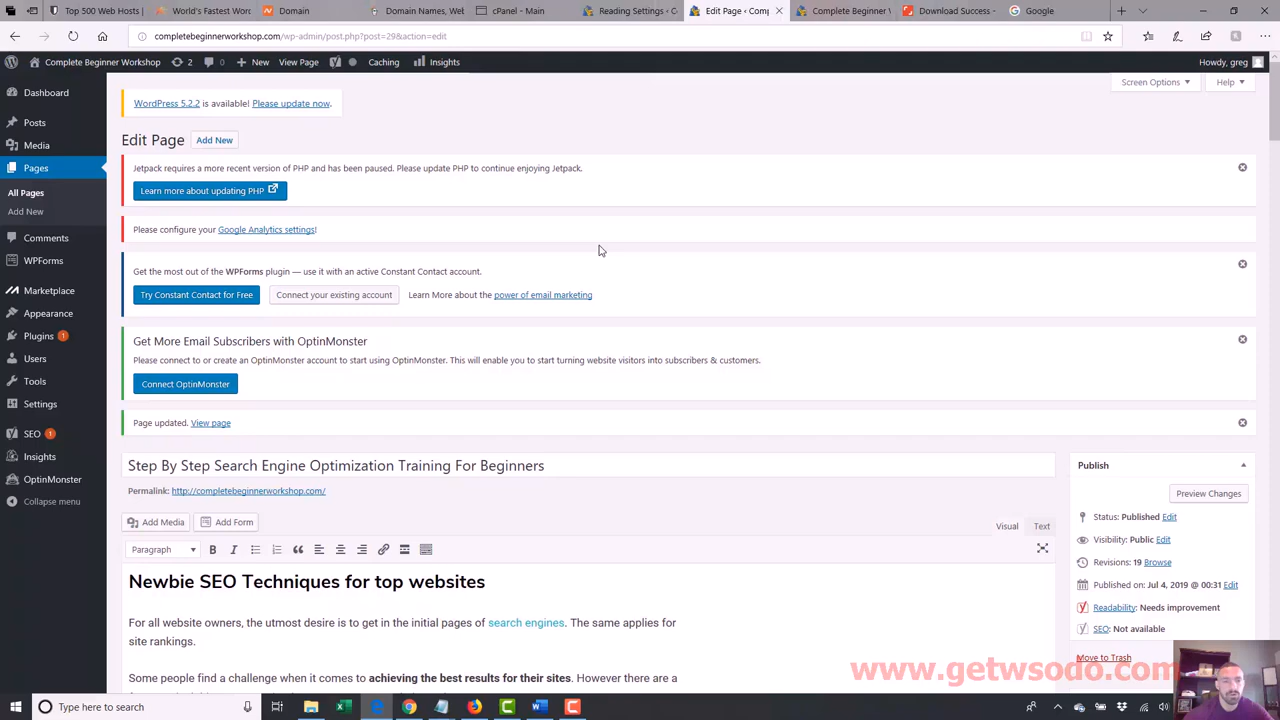 Domain Names, Wel
cPanel - Main
Reading Settings ‹ C
Edit Page ‹ Comp
Complete Beginner W
Download Success -
Google
completebeginnerworkshop.com/wp-admin/post.php?post=29&action=edit
Complete Beginner Workshop
2
0
New
View Page
Caching
Insights
Howdy, greg
Screen Options
Help
WordPress 5.2.2 is available! Please update now.
Edit Page
Add New
Jetpack requires a more recent version of PHP and has been paused. Please update PHP to continue enjoying Jetpack.
Learn more about updating PHP
Please configure your Google Analytics settings!
Get the most out of the WPForms plugin — use it with an active Constant Contact account.
Try Constant Contact for Free
Connect your existing account
Learn More about the power of email marketing
Get More Email Subscribers with OptinMonster
Please connect to or create an OptinMonster account to start using OptinMonster. This will enable you to start turning website visitors into subscribers & customers.
Connect OptinMonster
Page updated. View page
Dashboard
Posts
Media
Pages
All Pages
Add New
Comments
WPForms
Marketplace
Appearance
Plugins 1
Users
Tools
Settings
SEO 1
Insights
OptinMonster
Collapse menu
Step By Step Search Engine Optimization Training For Beginners
Permalink: http://completebeginnerworkshop.com/
Add Media
Add Form
Visual
Text
Paragraph
B
I
Newbie SEO Techniques for top websites
For all website owners, the utmost desire is to get in the initial pages of search engines. The same applies for
site rankings.
Some people find a challenge when it comes to achieving the best results for their sites. However there are a
Publish
Preview Changes
Status: Published Edit
Visibility: Public Edit
Revisions: 19 Browse
Published on: Jul 4, 2019 @ 00:31 Edit
Readability: Needs improvement
SEO: Not available
Move to Trash
www.getwsodo.com
Type here to search